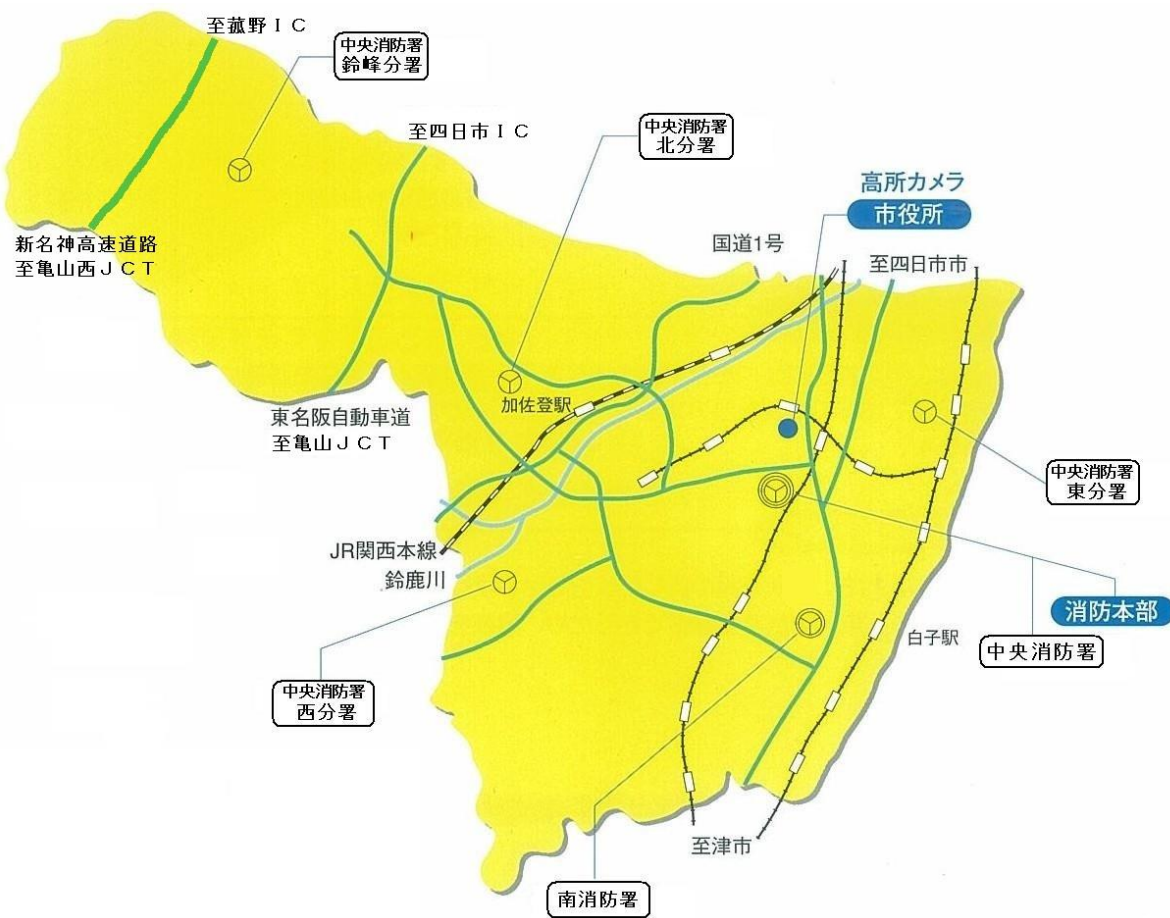 至菰野ＩＣ
中央消防署
鈴峰分署
至四日市ＩＣ
中央消防署
北分署
高所カメラ
市役所
新名神高速道路
至亀山西ＪＣＴ
国道1号
至四日市市
加佐登駅
東名阪自動車道
至亀山ＪＣＴ
中央消防署
東分署
JR関西本線
鈴鹿川
消防本部
白子駅
中央消防署
中央消防署
西分署
至津市
南消防署